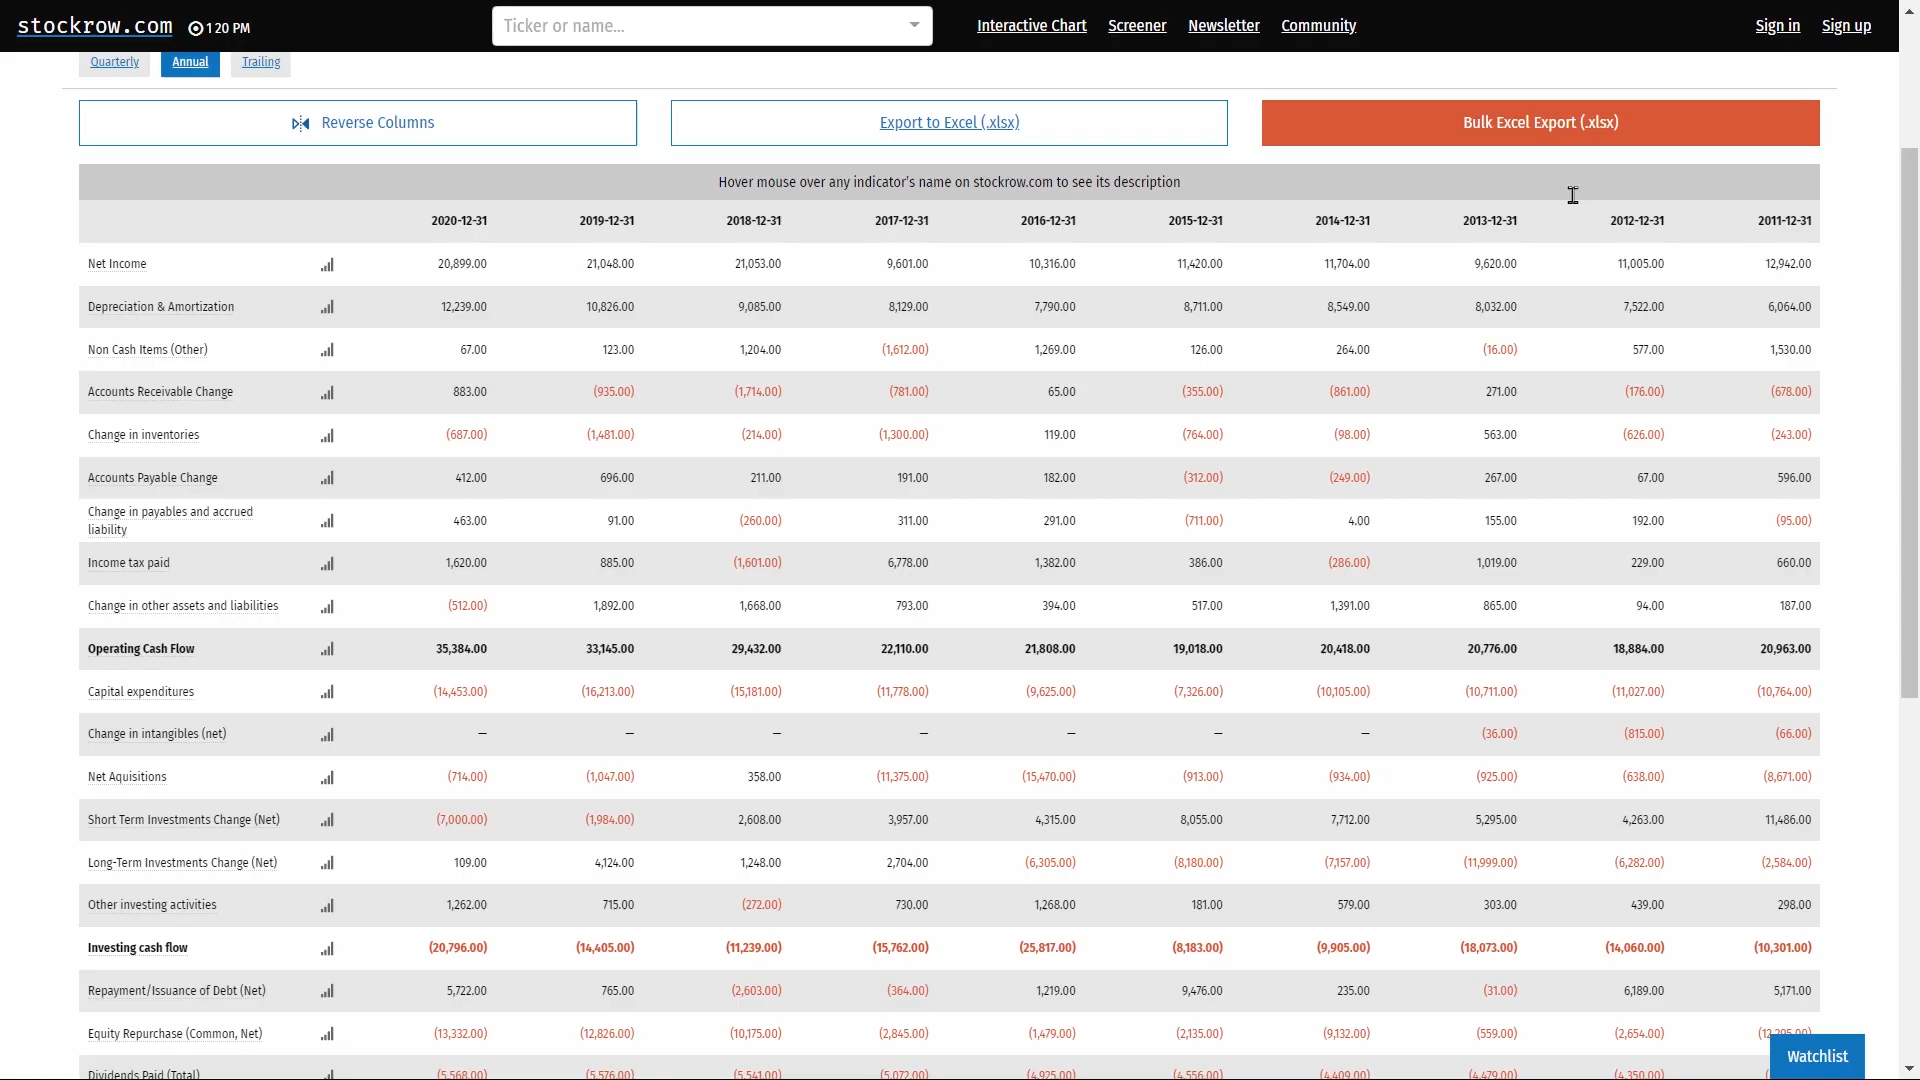 stockrow.com 1 20 PM Ticker or name... Interactive Chart Screener Newsletter Community Sign in Sign up
Quarterly Annual Trailing
Reverse Columns Export to Excel (.xlsx) Bulk Excel Export (.xlsx)
Hover mouse over any indicator's name on stockrow.com to see its description
2020-12-31 2019-12-31 2018-12-31 2017-12-31 2016-12-31 2015-12-31 2014-12-31 2013-12-31 2012-12-31 2011-12-31
Net Income 20,899.00 21,048.00 21,053.00 9,601.00 10,316.00 11,420.00 11,704.00 9,620.00 11,005.00 12,942.00
Depreciation & Amortization 12,239.00 10,826.00 9,085.00 8,129.00 7,790.00 8,711.00 8,549.00 8,032.00 7,522.00 6,064.00
Non Cash Items (Other) 67.00 123.00 1,204.00 (1,612.00) 1,269.00 126.00 264.00 (16.00) 577.00 1,530.00
Accounts Receivable Change 883.00 (935.00) (1,714.00) (781.00) 65.00 (355.00) (861.00) 271.00 (176.00) (678.00)
Change in inventories (687.00) (1,481.00) (214.00) (1,300.00) 119.00 (764.00) (98.00) 563.00 (626.00) (243.00)
Accounts Payable Change 412.00 696.00 211.00 191.00 182.00 (312.00) (249.00) 267.00 67.00 596.00
Change in payables and accrued
liability 463.00 91.00 (260.00) 311.00 291.00 (711.00) 4.00 155.00 192.00 (95.00)
Income tax paid 1,620.00 885.00 (1,601.00) 6,778.00 1,382.00 386.00 (286.00) 1,019.00 229.00 660.00
Change in other assets and liabilities (512.00) 1,892.00 1,668.00 793.00 394.00 517.00 1,391.00 865.00 94.00 187.00
Operating Cash Flow 35,384.00 33,145.00 29,432.00 22,110.00 21,808.00 19,018.00 20,418.00 20,776.00 18,884.00 20,963.00
Capital expenditures (14,453.00) (16,213.00) (15,181.00) (11,778.00) (9,625.00) (7,326.00) (10,105.00) (10,711.00) (11,027.00) (10,764.00)
Change in intangibles (net) – – – – – – – (36.00) (815.00) (66.00)
Net Aquisitions (714.00) (1,047.00) 358.00 (11,375.00) (15,470.00) (913.00) (934.00) (925.00) (638.00) (8,671.00)
Short Term Investments Change (Net) (7,000.00) (1,984.00) 2,608.00 3,957.00 4,315.00 8,055.00 7,712.00 5,295.00 4,263.00 11,486.00
Long-Term Investments Change (Net) 109.00 4,124.00 1,248.00 2,704.00 (6,305.00) (8,180.00) (7,157.00) (11,999.00) (6,282.00) (2,584.00)
Other investing activities 1,262.00 715.00 (272.00) 730.00 1,268.00 181.00 579.00 303.00 439.00 298.00
Investing cash flow (20,796.00) (14,405.00) (11,239.00) (15,762.00) (25,817.00) (8,183.00) (9,905.00) (18,073.00) (14,060.00) (10,301.00)
Repayment/Issuance of Debt (Net) 5,722.00 765.00 (2,603.00) (364.00) 1,219.00 9,476.00 235.00 (31.00) 6,189.00 5,171.00
Equity Repurchase (Common, Net) (13,332.00) (12,826.00) (10,175.00) (2,845.00) (1,479.00) (2,135.00) (9,132.00) (559.00) (2,654.00)
Dividends Paid (Total) (5,568.00) (5,576.00) (5,541.00) (5,072.00) (4,925.00) (4,556.00) (4,409.00) (4,479.00) (4,350.00)
Watchlist